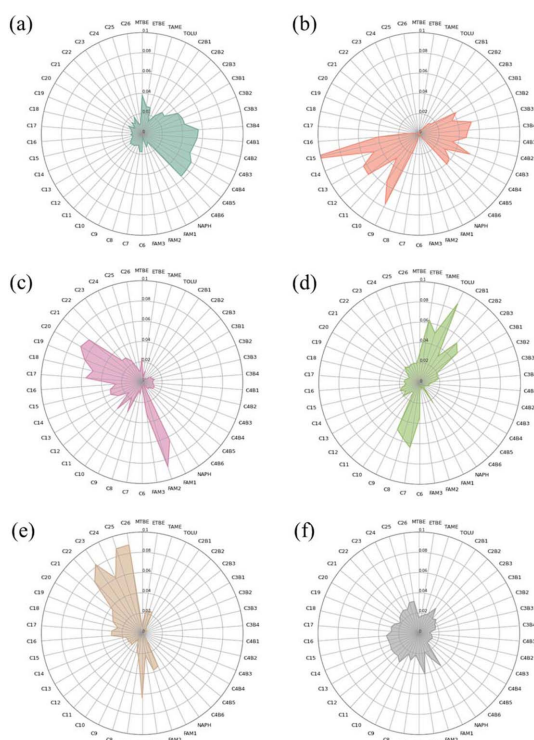 (a)
MTBE
ETBE
TAME
TOLU
C2B1
C2B2
C2B3
C3B1
C3B2
C3B3
C3B4
C4B1
C4B2
C4B3
C4B4
C4B5
C4B6
NAPH
FAM1
FAM2
FAM3
C6
C7
C8
C9
C10
C11
C12
C13
C14
C15
C16
C17
C18
C19
C20
C21
C22
C23
C24
C25
C26
0.1
0.08
0.06
0.04
0.02
(b)
MTBE
ETBE
TAME
TOLU
C2B1
C2B2
C2B3
C3B1
C3B2
C3B3
C3B4
C4B1
C4B2
C4B3
C4B4
C4B5
C4B6
NAPH
FAM1
FAM2
FAM3
C6
C7
C8
C9
C10
C11
C12
C13
C14
C15
C16
C17
C18
C19
C20
C21
C22
C23
C24
C25
C26
0.1
0.08
0.06
0.04
0.02
(c)
MTBE
ETBE
TAME
TOLU
C2B1
C2B2
C2B3
C3B1
C3B2
C3B3
C3B4
C4B1
C4B2
C4B3
C4B4
C4B5
C4B6
NAPH
FAM1
FAM2
FAM3
C6
C7
C8
C9
C10
C11
C12
C13
C14
C15
C16
C17
C18
C19
C20
C21
C22
C23
C24
C25
C26
0.1
0.08
0.06
0.04
0.02
(d)
MTBE
ETBE
TAME
TOLU
C2B1
C2B2
C2B3
C3B1
C3B2
C3B3
C3B4
C4B1
C4B2
C4B3
C4B4
C4B5
C4B6
NAPH
FAM1
FAM2
FAM3
C6
C7
C8
C9
C10
C11
C12
C13
C14
C15
C16
C17
C18
C19
C20
C21
C22
C23
C24
C25
C26
0.1
0.08
0.06
0.04
0.02
(e)
MTBE
ETBE
TAME
TOLU
C2B1
C2B2
C2B3
C3B1
C3B2
C3B3
C3B4
C4B1
C4B2
C4B3
C4B4
C4B5
C4B6
NAPH
FAM1
C9
C10
C11
C12
C13
C14
C15
C16
C17
C18
C19
C20
C21
C22
C23
C24
C25
C26
0.1
0.08
0.06
0.04
0.02
(f)
MTBE
ETBE
TAME
TOLU
C2B1
C2B2
C2B3
C3B1
C3B2
C3B3
C3B4
C4B1
C4B2
C4B3
C4B4
C4B5
C4B6
NAPH
FAM1
C9
C10
C11
C12
C13
C14
C15
C16
C17
C18
C19
C20
C21
C22
C23
C24
C25
C26
0.1
0.08
0.06
0.04
0.02